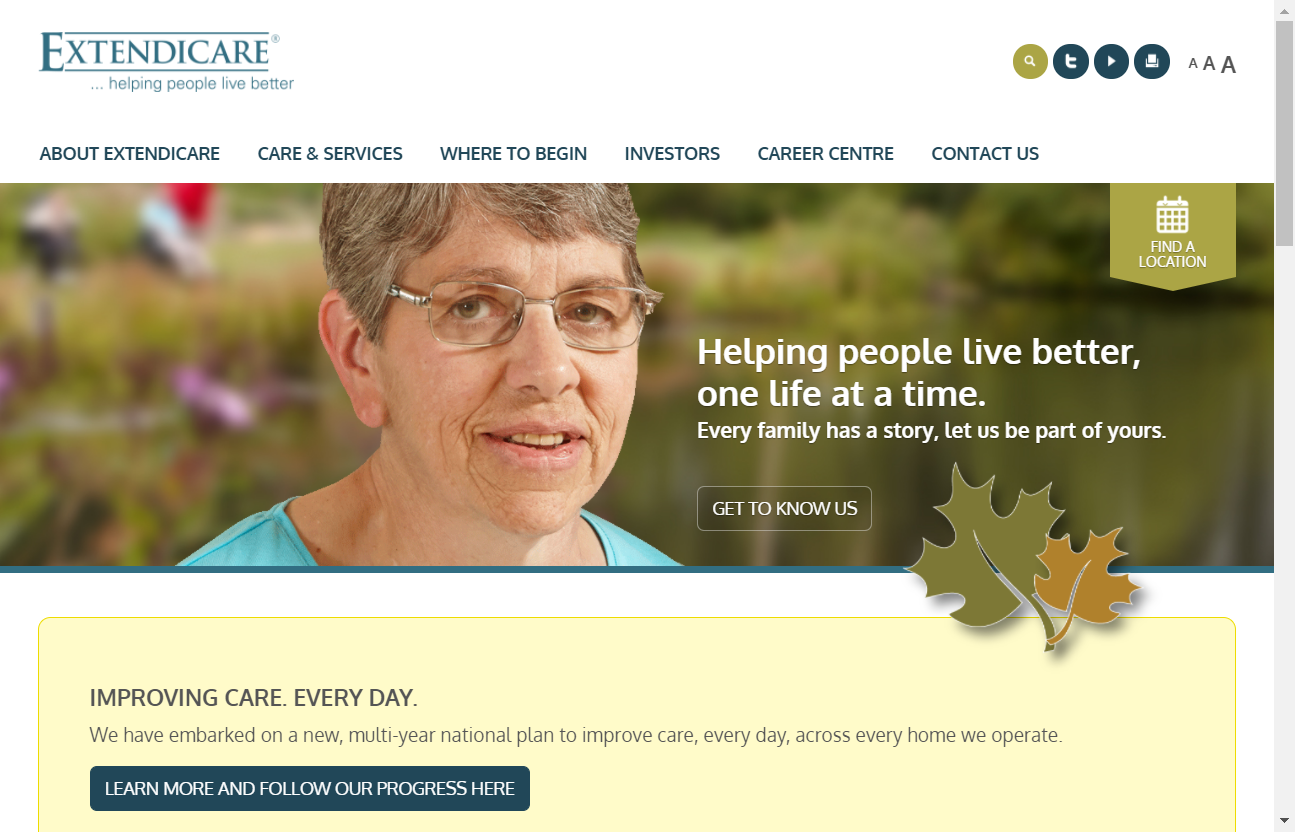 EXTENDICARE®
... helping people live better
A A A
ABOUT EXTENDICARE CARE & SERVICES WHERE TO BEGIN INVESTORS CAREER CENTRE CONTACT US
FIND A
LOCATION
Helping people live better,
one life at a time.
Every family has a story, let us be part of yours.
GET TO KNOW US
IMPROVING CARE. EVERY DAY.
We have embarked on a new, multi-year national plan to improve care, every day, across every home we operate.
LEARN MORE AND FOLLOW OUR PROGRESS HERE